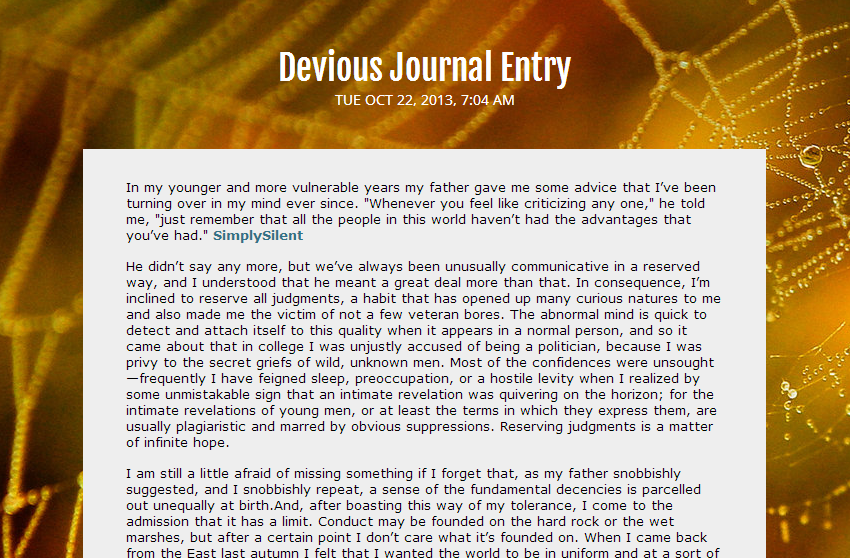 Devious Journal Entry
TUE OCT 22, 2013, 7:04 AM
In my younger and more vulnerable years my father gave me some advice that I’ve been
turning over in my mind ever since. "Whenever you feel like criticizing any one," he told
me, "just remember that all the people in this world haven’t had the advantages that
you’ve had." SimplySilent
He didn’t say any more, but we’ve always been unusually communicative in a reserved
way, and I understood that he meant a great deal more than that. In consequence, I’m
inclined to reserve all judgments, a habit that has opened up many curious natures to me
and also made me the victim of not a few veteran bores. The abnormal mind is quick to
detect and attach itself to this quality when it appears in a normal person, and so it
came about that in college I was unjustly accused of being a politician, because I was
privy to the secret griefs of wild, unknown men. Most of the confidences were unsought
—frequently I have feigned sleep, preoccupation, or a hostile levity when I realized by
some unmistakable sign that an intimate revelation was quivering on the horizon; for the
intimate revelations of young men, or at least the terms in which they express them, are
usually plagiaristic and marred by obvious suppressions. Reserving judgments is a matter
of infinite hope.
I am still a little afraid of missing something if I forget that, as my father snobbishly
suggested, and I snobbishly repeat, a sense of the fundamental decencies is parcelled
out unequally at birth.And, after boasting this way of my tolerance, I come to the
admission that it has a limit. Conduct may be founded on the hard rock or the wet
marshes, but after a certain point I don’t care what it’s founded on. When I came back
from the East last autumn I felt that I wanted the world to be in uniform and at a sort of